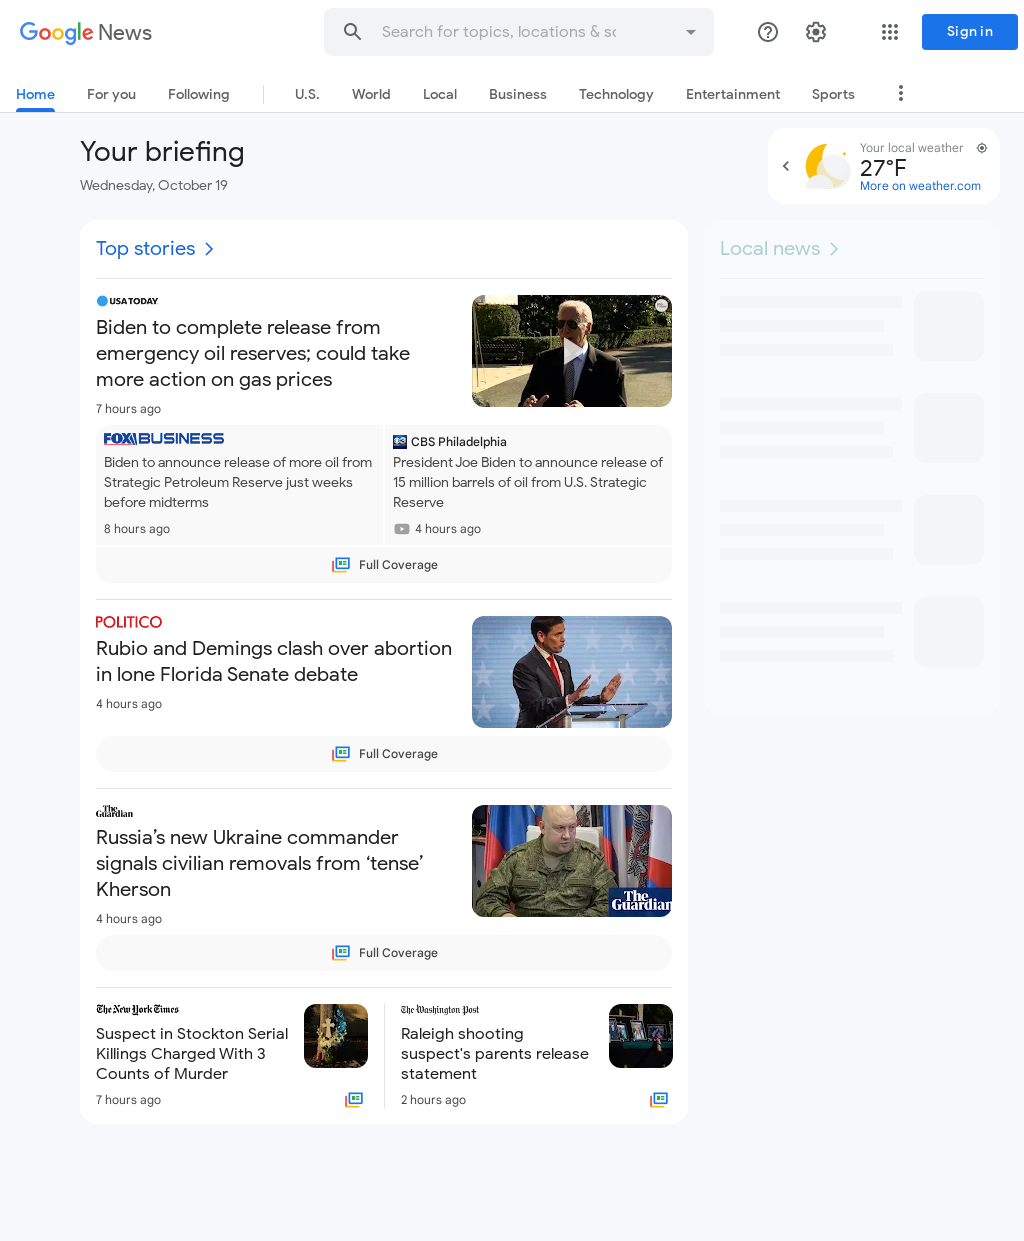 Google News
Search for topics, locations & so
Sign in
Home For you Following U.S. World Local Business Technology Entertainment Sports
Your briefing
Wednesday, October 19
Your local weather
27°F
More on weather.com
Top stories
Local news
USA TODAY
Biden to complete release from
emergency oil reserves; could take
more action on gas prices
7 hours ago
FOX BUSINESS
Biden to announce release of more oil from
Strategic Petroleum Reserve just weeks
before midterms
8 hours ago
CBS Philadelphia
President Joe Biden to announce release of
15 million barrels of oil from U.S. Strategic
Reserve
4 hours ago
Full Coverage
POLITICO
Rubio and Demings clash over abortion
in lone Florida Senate debate
4 hours ago
Full Coverage
The
Guardian
Russia’s new Ukraine commander
signals civilian removals from ‘tense’
Kherson
4 hours ago
The
Guardian
Full Coverage
The New York Times
Suspect in Stockton Serial
Killings Charged With 3
Counts of Murder
7 hours ago
The Washington Post
Raleigh shooting
suspect's parents release
statement
2 hours ago